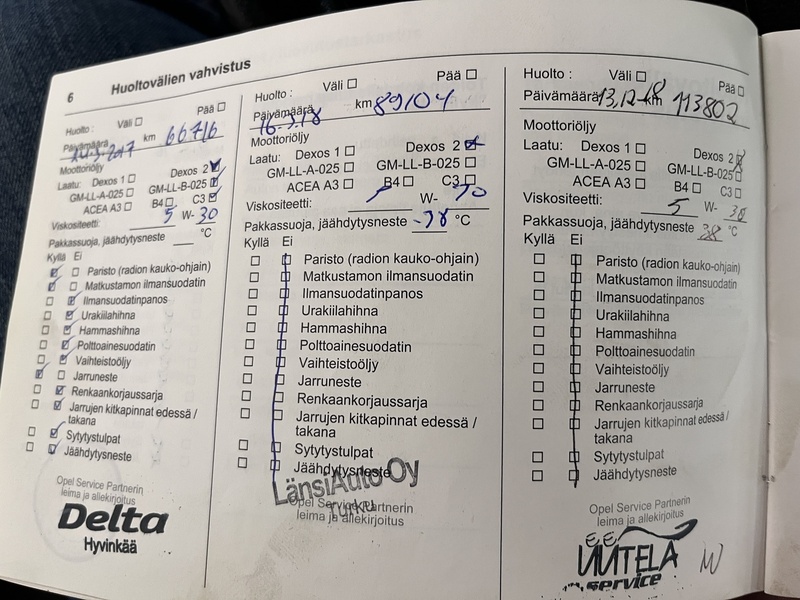 6 Huoltovälien vahvistus
Huolto : Väli Pää
Päivämäärä km 66716
Moottoriöljy
Laatu: Dexos 1 Dexos 2
GM-LL-A-025 GM-LL-B-025
ACEA A3 B4 C3
Viskositeetti: 5 W- 30
Pakkassuoja, jäähdytysneste °C
Kyllä Ei
Paristo (radion kauko-ohjain)
Matkustamon ilmansuodatin
Ilmansuodatinpanos
Urakiilahihna
Hammashihna
Polttoainesuodatin
Vaihteistoöljy
Jarruneste
Renkaankorjaussarja
Jarrujen kitkapinnat edessä /
takana
Sytytystulpat
Jäähdytysneste
Opel Service Partnerin
leima ja allekirjoitus
Delta
Hyvinkää
Huolto : Väli Pää
Päivämäärä 16.3.18 km 89104
Moottoriöljy
Laatu: Dexos 1 Dexos 2
GM-LL-A-025 GM-LL-B-025
ACEA A3 B4 C3
Viskositeetti: 5 W- 30
Pakkassuoja, jäähdytysneste -38 °C
Kyllä Ei
Paristo (radion kauko-ohjain)
Matkustamon ilmansuodatin
Ilmansuodatinpanos
Urakiilahihna
Hammashihna
Polttoainesuodatin
Vaihteistoöljy
Jarruneste
Renkaankorjaussarja
Jarrujen kitkapinnat edessä /
takana
Sytytystulpat
Jäähdytysneste
LänsiAuto Oy
Turku
Opel Service Partnerin
leima ja allekirjoitus
Huolto : Väli Pää
Päivämäärä 13.12.18 km 113802
Moottoriöljy
Laatu: Dexos 1 Dexos 2
GM-LL-A-025 GM-LL-B-025
ACEA A3 B4 C3
Viskositeetti: 5 W- 30
Pakkassuoja, jäähdytysneste 38 °C
Kyllä Ei
Paristo (radion kauko-ohjain)
Matkustamon ilmansuodatin
Ilmansuodatinpanos
Urakiilahihna
Hammashihna
Polttoainesuodatin
Vaihteistoöljy
Jarruneste
Renkaankorjaussarja
Jarrujen kitkapinnat edessä /
takana
Sytytystulpat
Jäähdytysneste
Opel Service Partnerin
leima ja allekirjoitus
UUTELA
service